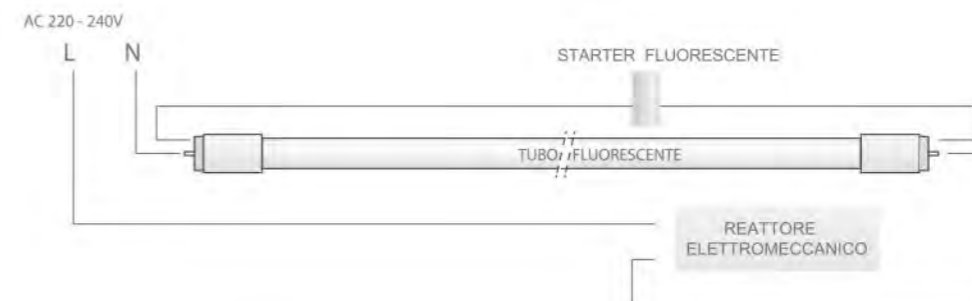 AC 220 - 240V
L N
STARTER FLUORESCENTE
TUBO FLUORESCENTE
REATTORE
ELETTROMECCANICO